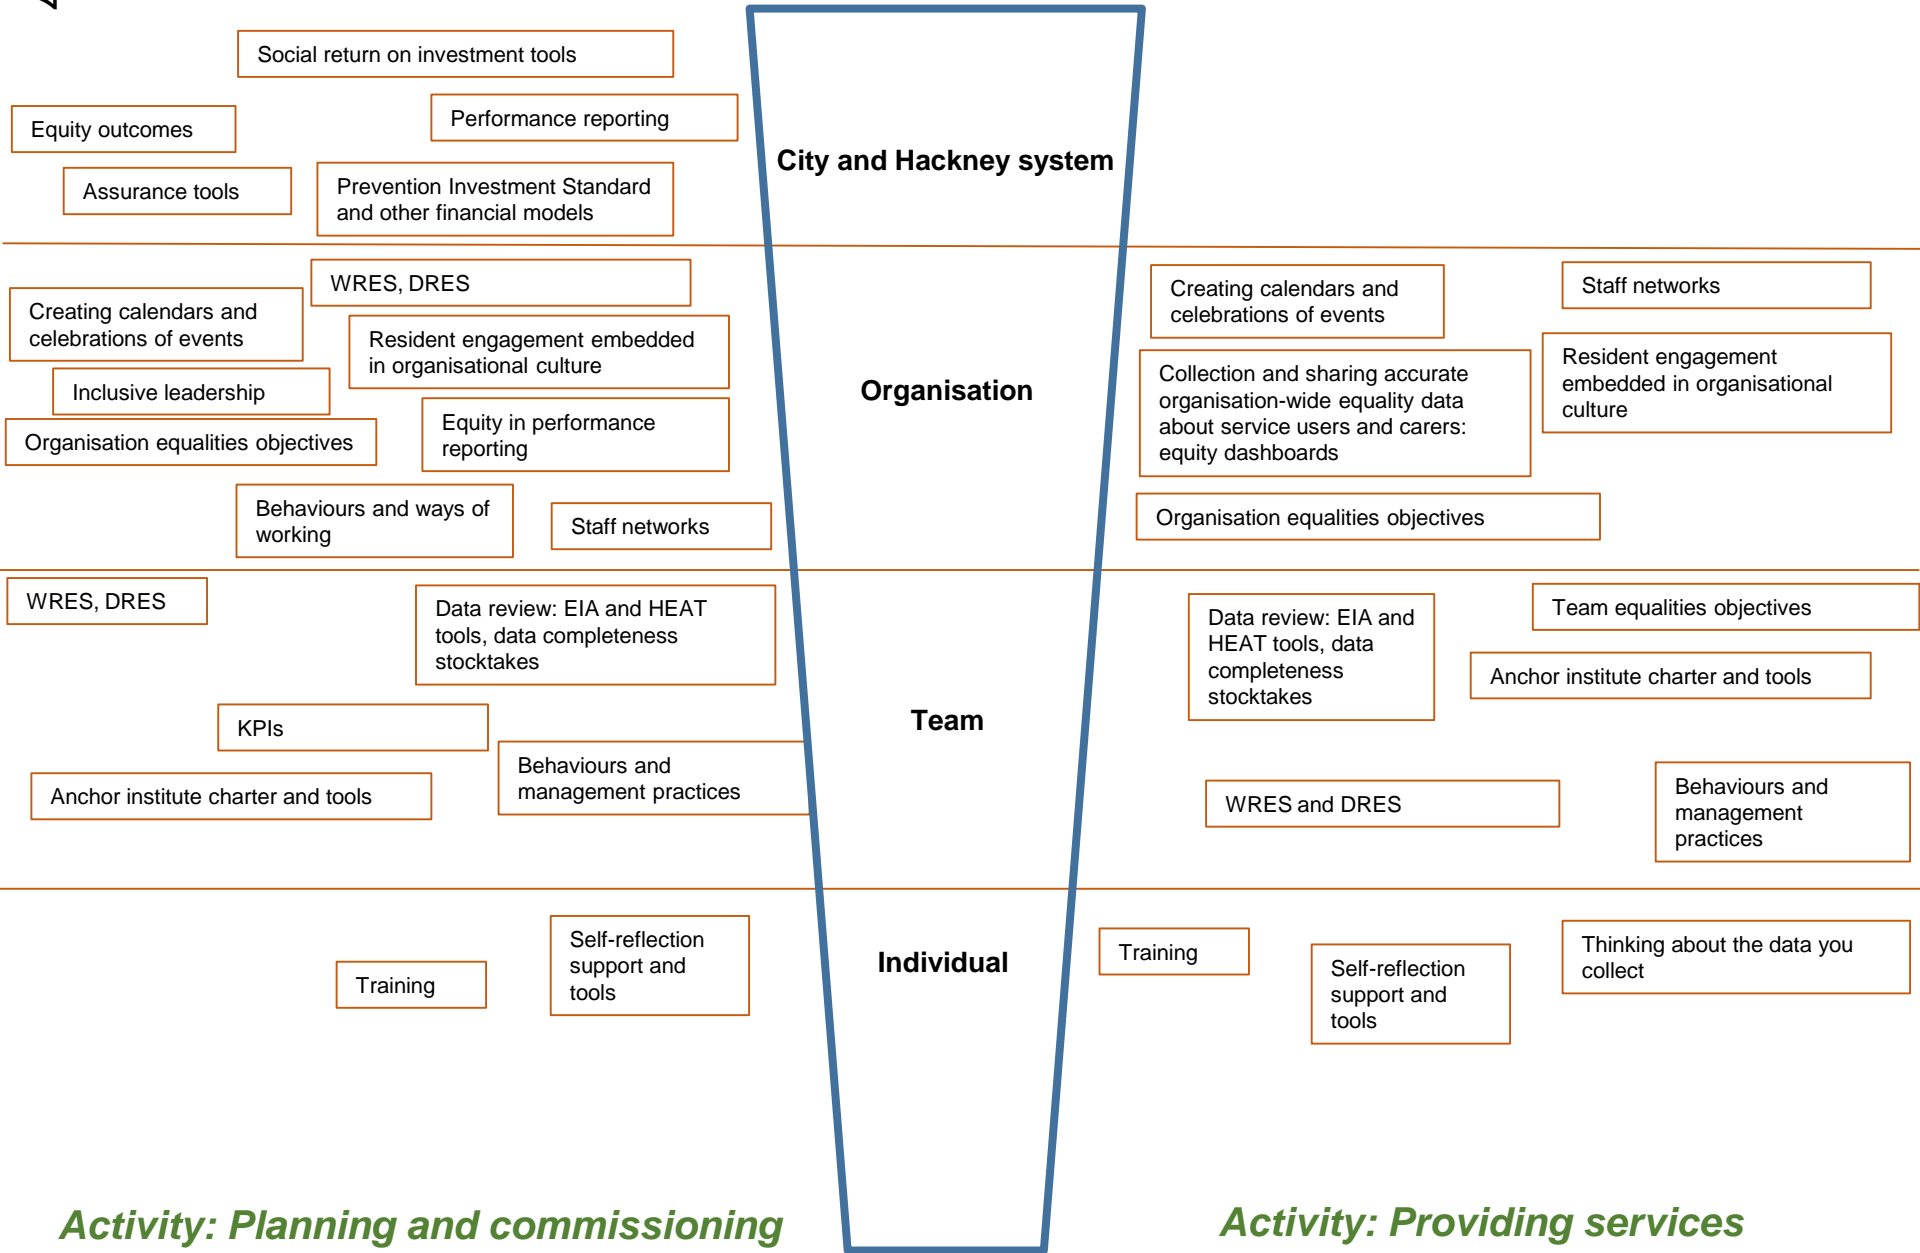 Social return on investment tools
Equity outcomes
Performance reporting
Assurance tools
Prevention Investment Standard
and other financial models
City and Hackney system
WRES, DRES
Creating calendars and
celebrations of events
Resident engagement embedded
in organisational culture
Inclusive leadership
Organisation equalities objectives
Equity in performance
reporting
Behaviours and ways of
working
Staff networks
Organisation
Creating calendars and
celebrations of events
Staff networks
Collection and sharing accurate
organisation-wide equality data
about service users and carers:
equity dashboards
Resident engagement
embedded in organisational
culture
Organisation equalities objectives
WRES, DRES
Data review: EIA and HEAT
tools, data completeness
stocktakes
KPIs
Behaviours and
management practices
Anchor institute charter and tools
Team
Data review: EIA and
HEAT tools, data
completeness
stocktakes
Team equalities objectives
Anchor institute charter and tools
WRES and DRES
Behaviours and
management
practices
Training
Self-reflection
support and
tools
Individual
Training
Self-reflection
support and
tools
Thinking about the data you
collect
Activity: Planning and commissioning
Activity: Providing services